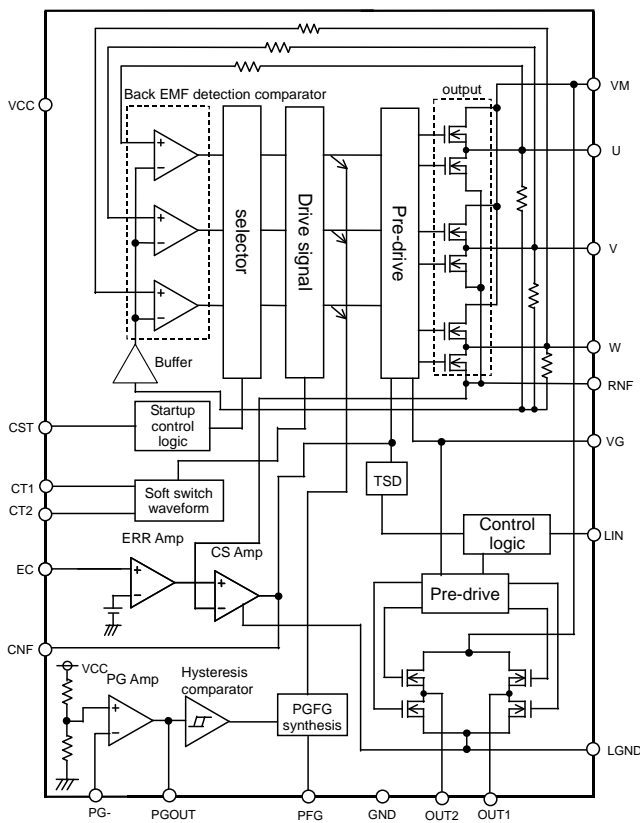 VCC
Back EMF detection comparator
output
VM
U
V
W
RNF
VG
LIN
LGND
+
−
+
−
+
−
selector
Drive signal
Pre-drive
Buffer
CST
Startup
control
logic
CT1
CT2
Soft switch
waveform
TSD
Control
logic
ERR Amp
CS Amp
EC
+
−
+
−
Pre-drive
CNF
VCC
PG Amp
Hysteresis
comparator
+
−
PGFG
synthesis
PG-
PGOUT
PFG
GND
OUT2
OUT1